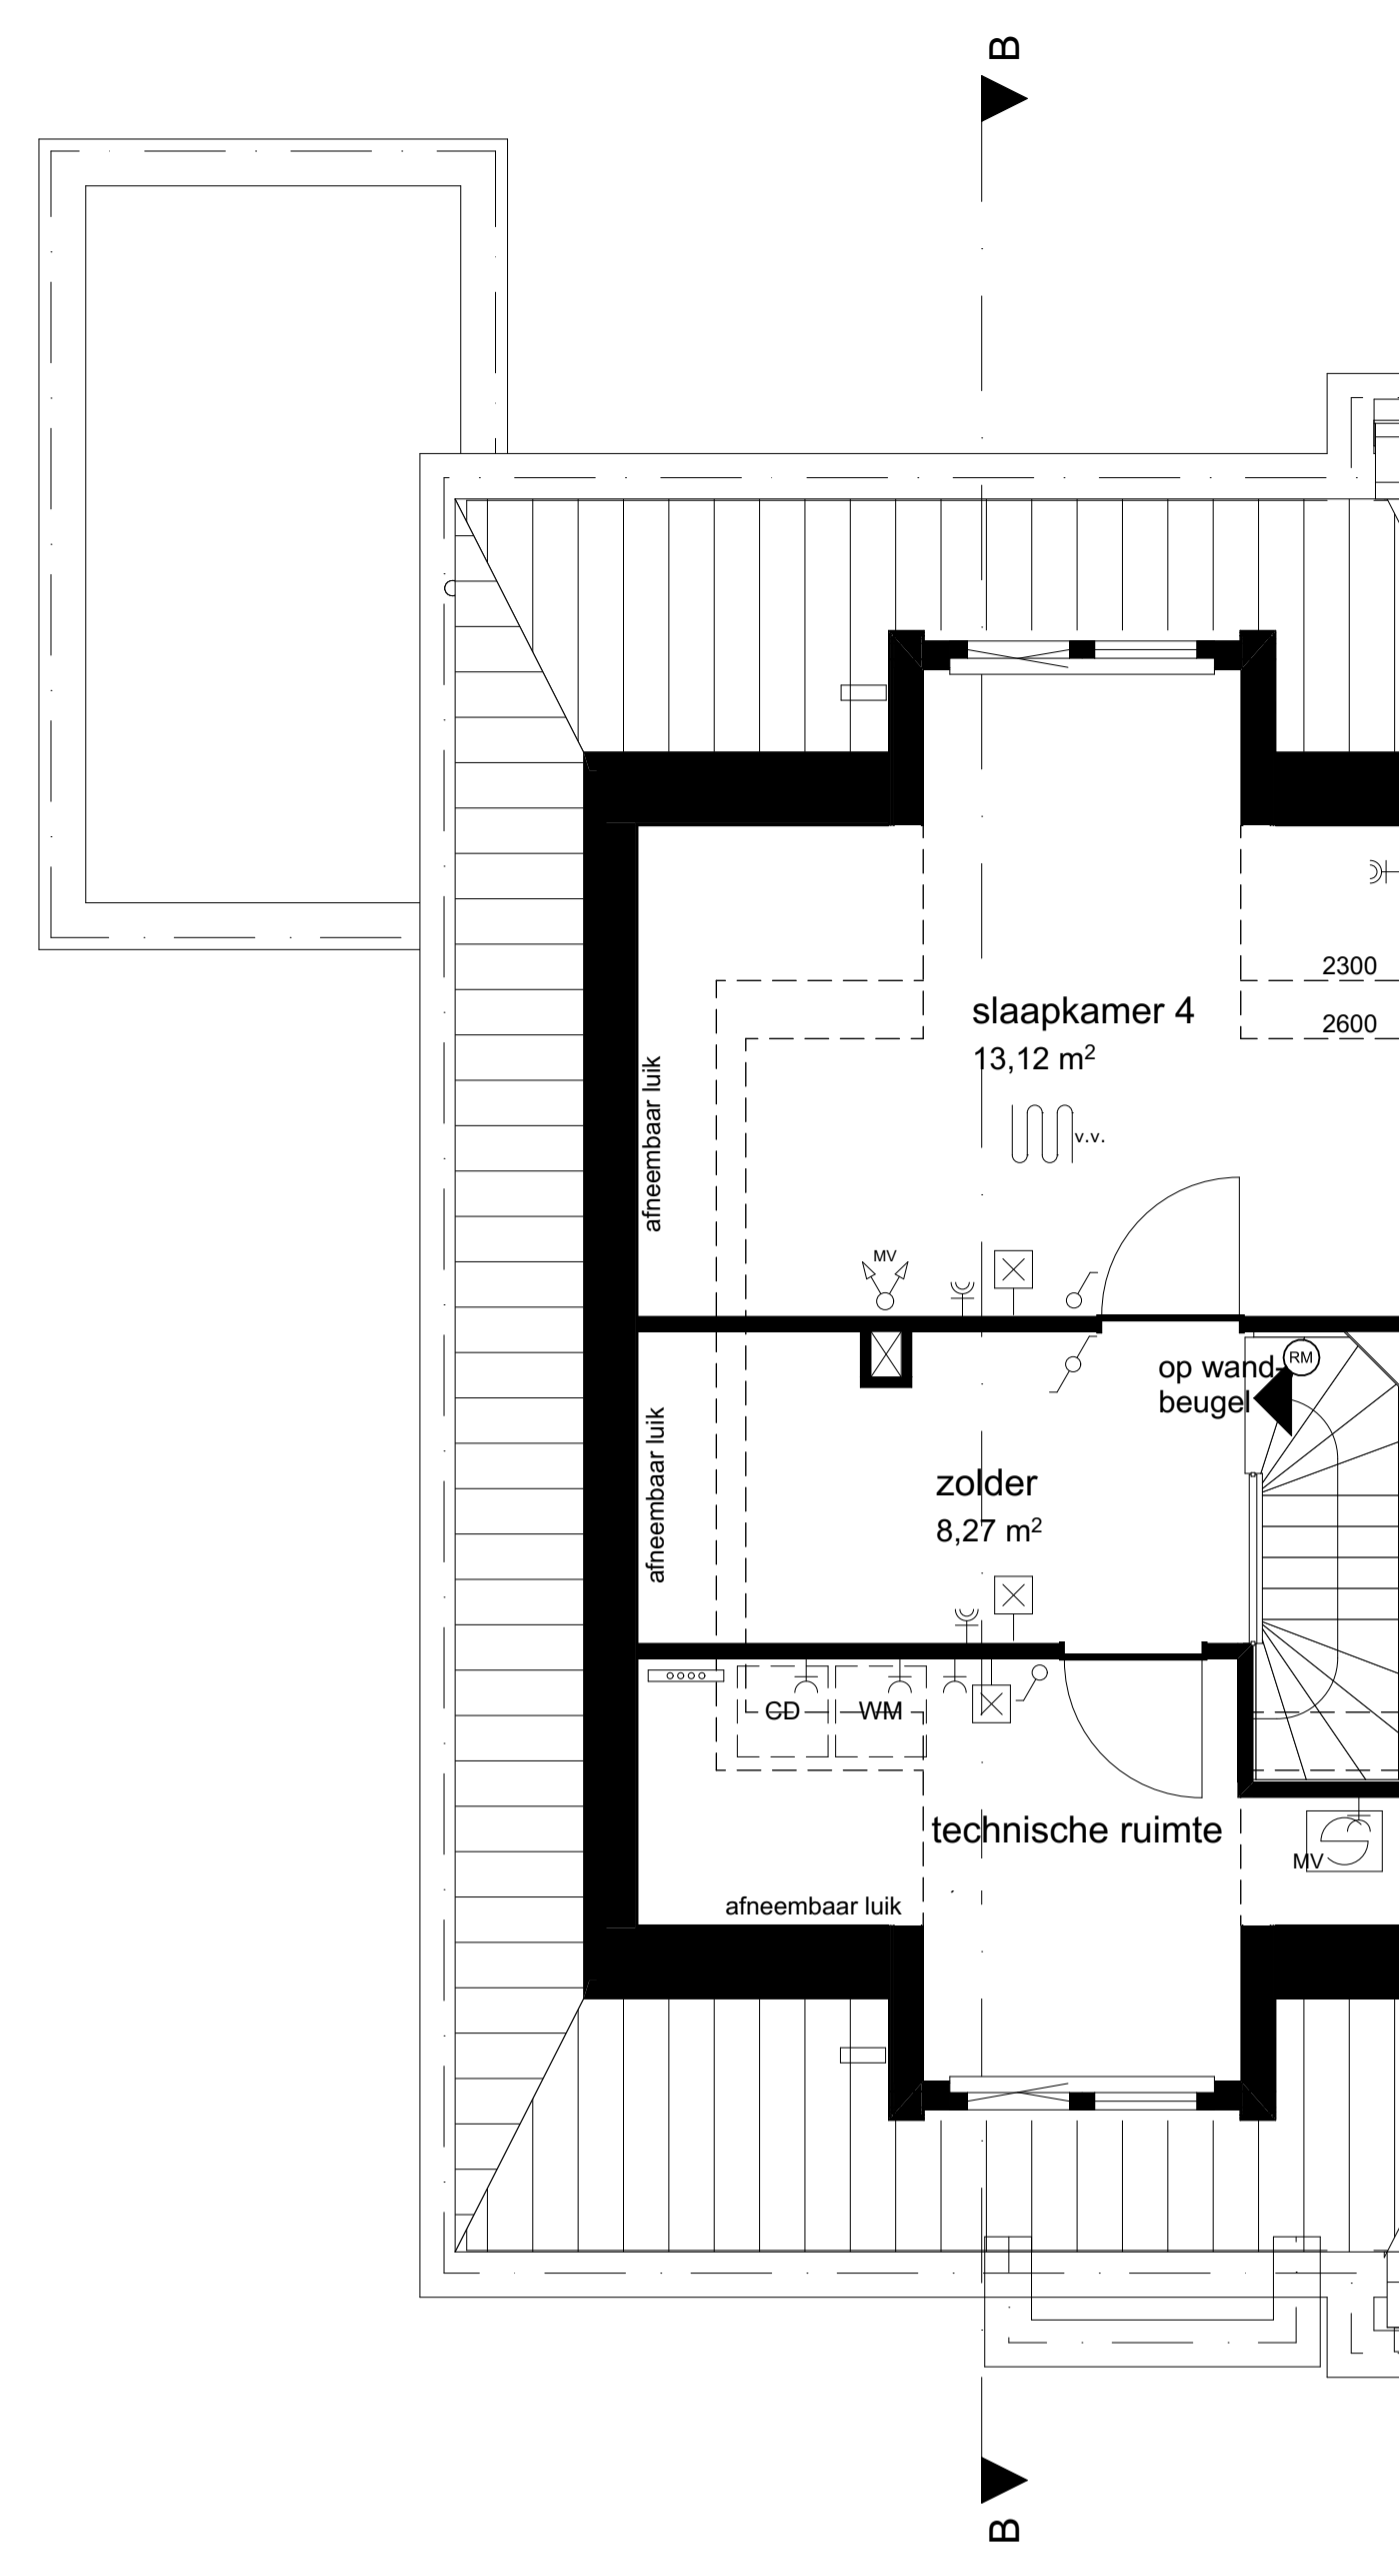 B
2300
slaapkamer 4
2600
13,12 m²
afneembaar luik
v.v.
MV
RM
op wand-
beugel
afneembaar luik
zolder
8,27 m²
CD
WM
technische ruimte
MV
afneembaar luik
B